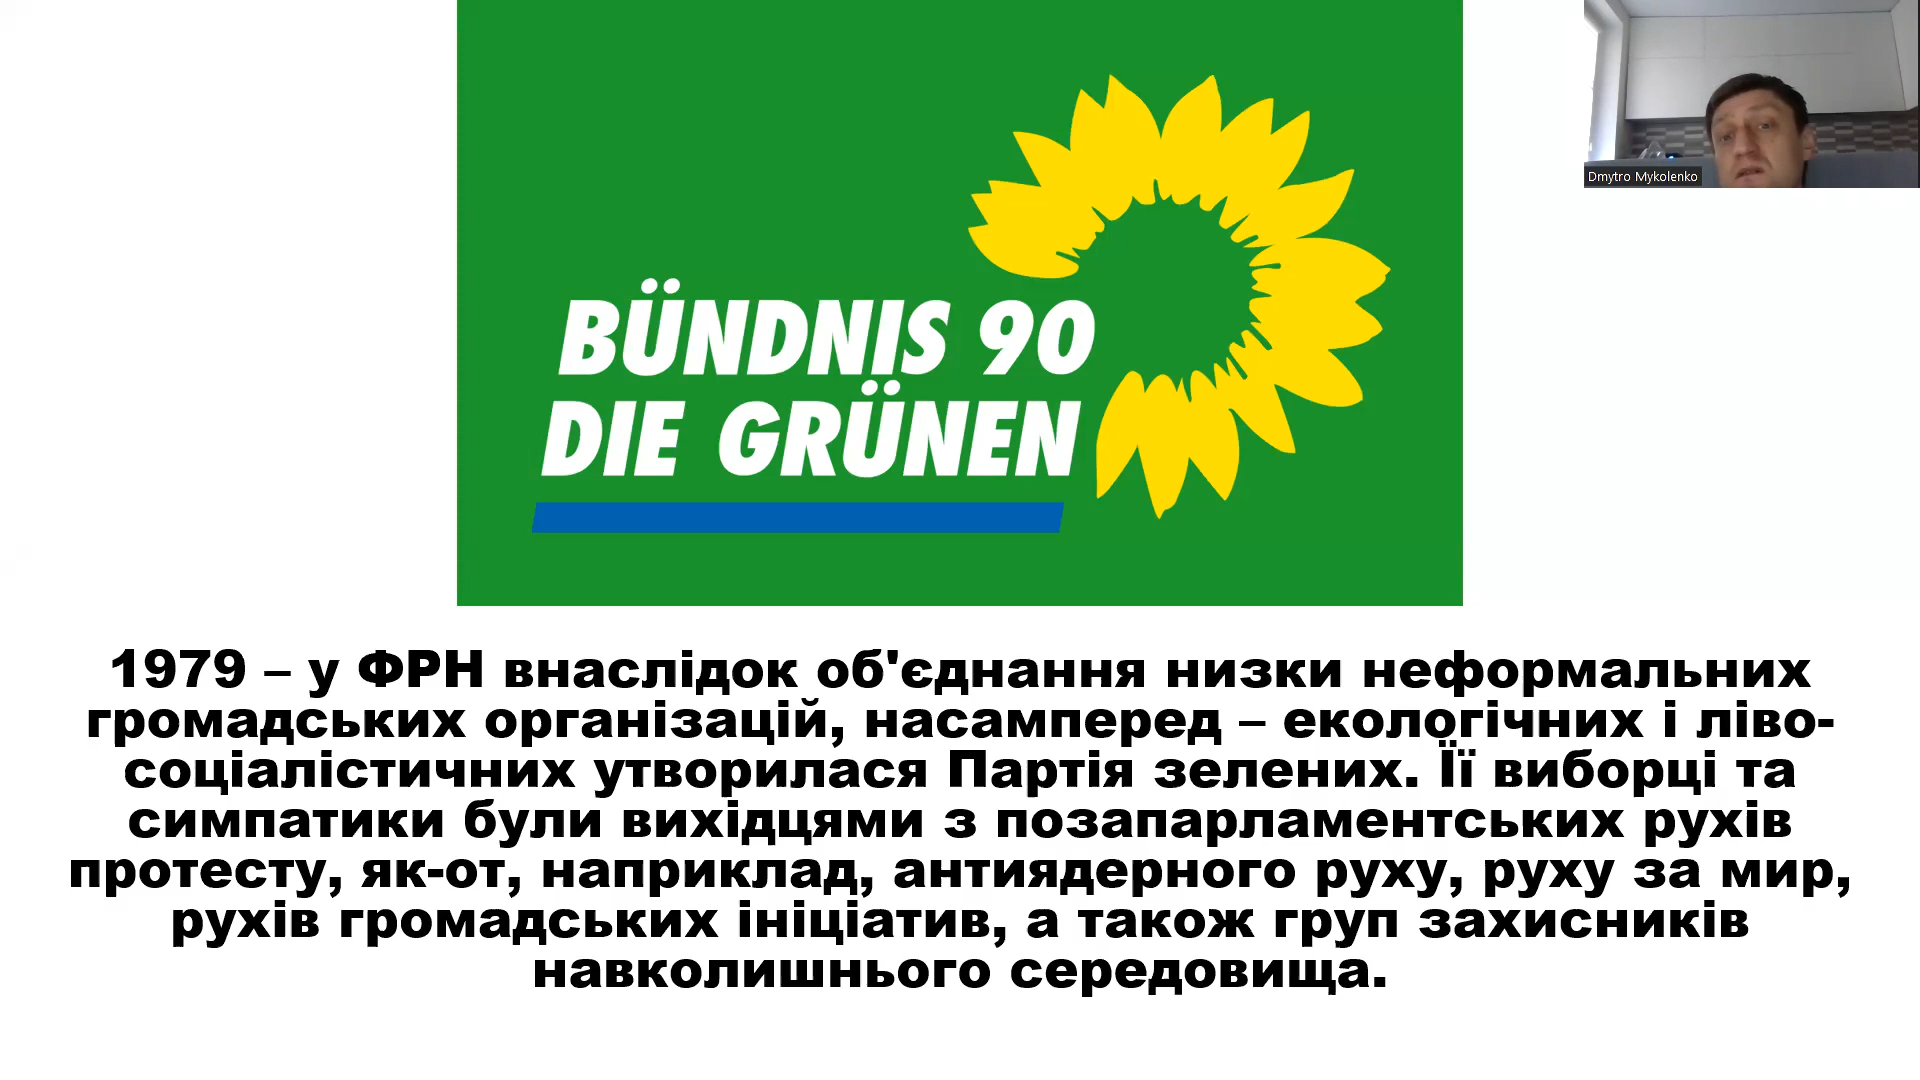 Dmytro Mykolenko
BÜNDNIS 90
DIE GRÜNEN
1979 – у ФРН внаслідок об'єднання низки неформальних
громадських організацій, насамперед – екологічних і ліво-
соціалістичних утворилася Партія зелених. Її виборці та
симпатики були вихідцями з позапарламентських рухів
протесту, як-от, наприклад, антиядерного руху, руху за мир,
рухів громадських ініціатив, а також груп захисників
навколишнього середовища.